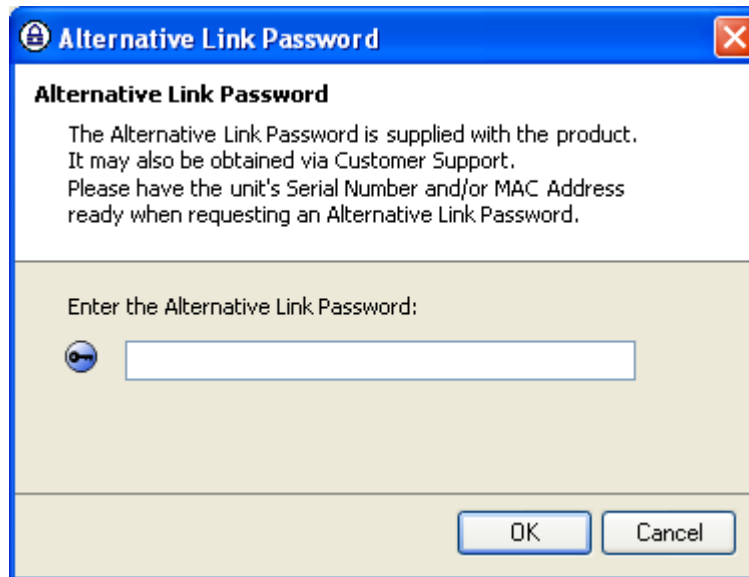 Alternative Link Password
Alternative Link Password
The Alternative Link Password is supplied with the product.
It may also be obtained via Customer Support.
Please have the unit's Serial Number and/or MAC Address
ready when requesting an Alternative Link Password.
Enter the Alternative Link Password:
OK
Cancel